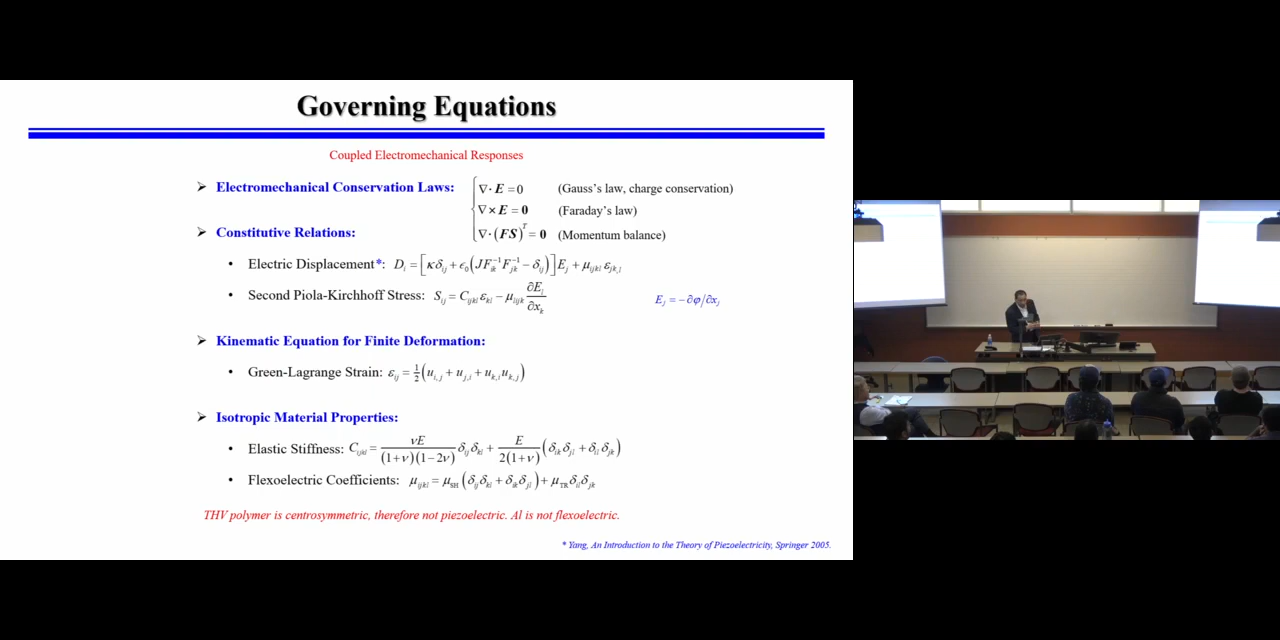 Governing Equations
Coupled Electromechanical Responses
➢ Electromechanical Conservation Laws: ∇·E = 0 (Gauss's law, charge conservation)
∇×E = 0 (Faraday's law)
∇·(FS)ᵀ = 0 (Momentum balance)
➢ Constitutive Relations:
• Electric Displacement*: D_i = [κδ_ij + ϵ_0(JF_ik^-1 F_jk^-1 − δ_ij)]E_j + μ_ijkl ε_jk,l
• Second Piola-Kirchhoff Stress: S_ij = C_ijkl ε_kl − μ_lijk ∂E_l/∂x_k
E_j = −∂φ/∂x_j
➢ Kinematic Equation for Finite Deformation:
• Green-Lagrange Strain: ε_ij = 1/2(u_i,j + u_j,i + u_k,i u_k,j)
➢ Isotropic Material Properties:
• Elastic Stiffness: C_ijkl = νE/((1+ν)(1−2ν)) δ_ij δ_kl + E/(2(1+ν)) (δ_ik δ_jl + δ_il δ_jk)
• Flexoelectric Coefficients: μ_ijkl = μ_SH (δ_ij δ_kl + δ_ik δ_jl) + μ_TR δ_il δ_jk
THV polymer is centrosymmetric, therefore not piezoelectric. Al is not flexoelectric.
* Yang, An Introduction to the Theory of Piezoelectricity, Springer 2005.